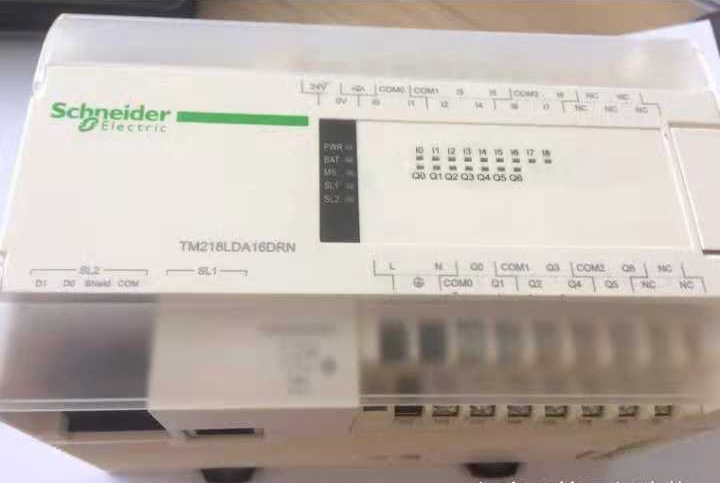 24V COM0 COM1 I3 I5 COM2 I8 NC NC
0V I0 I1 I2 I4 I6 I7 NC NC NC
Schneider
Electric
PWR
BAT
MS
SL1
SL2
I0 I1 I2 I3 I4 I5 I6 I7 I8
Q0 Q1 Q2 Q3 Q4 Q5 Q6
TM218LDA16DRN
SL2 SL1
D1 D0 Shield COM
L N Q0 COM1 Q3 COM2 Q6 NC
COM0 Q1 Q2 Q4 Q5 NC NC